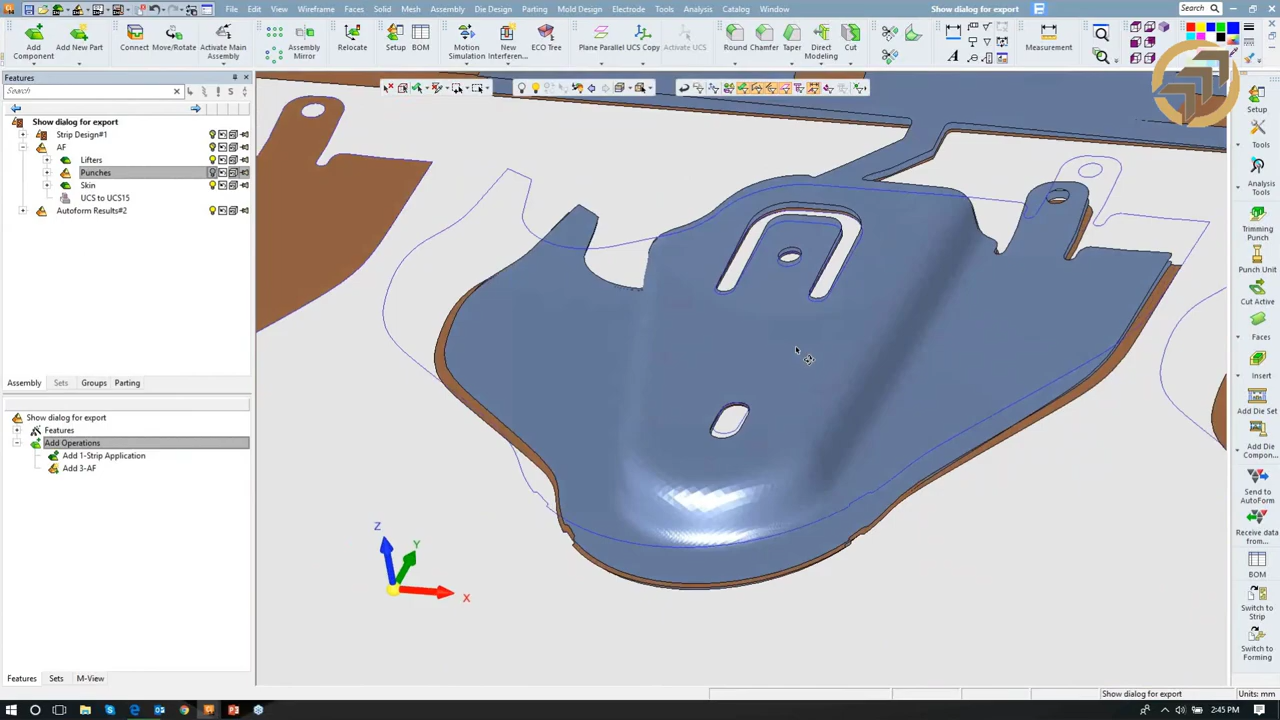 File View Wireframe Faces Solid Mesh Assembly Electrode Die Design Parting Mold Design Tools Analysis Catalog Window
Show dialog for export
Search
Add Component
Add New Part
Connect
Move/Rotate
Activate Main Assembly
Assembly Mirror
Relocate
Setup
BOM
Motion Simulation
New Interferen...
ECO Tree
Plane Parallel
UCS Copy
Activate UCS
Round
Chamfer
Taper
Direct Modeling
Cut
Measurement
Features
Search
Show dialog for export
Strip Design#1
AF
Lifters
Punches
Skin
UCS to UCS15
Autoform Results#2
Assembly Sets Groups Parting
Show dialog for export
Features
Add Operations
Add 1-Strip Application
Add 3-AF
Features Sets M-View
Z
Y
X
Setup
Tools
Analysis Tools
Trimming Punch
Punch Unit
Cut Active
Faces
Insert
Add Die Set
Add Die Compon...
Send to AutoForm
Receive data from...
BOM
Switch to Strip
Switch to Forming
Show dialog for export
Units: mm
2:45 PM